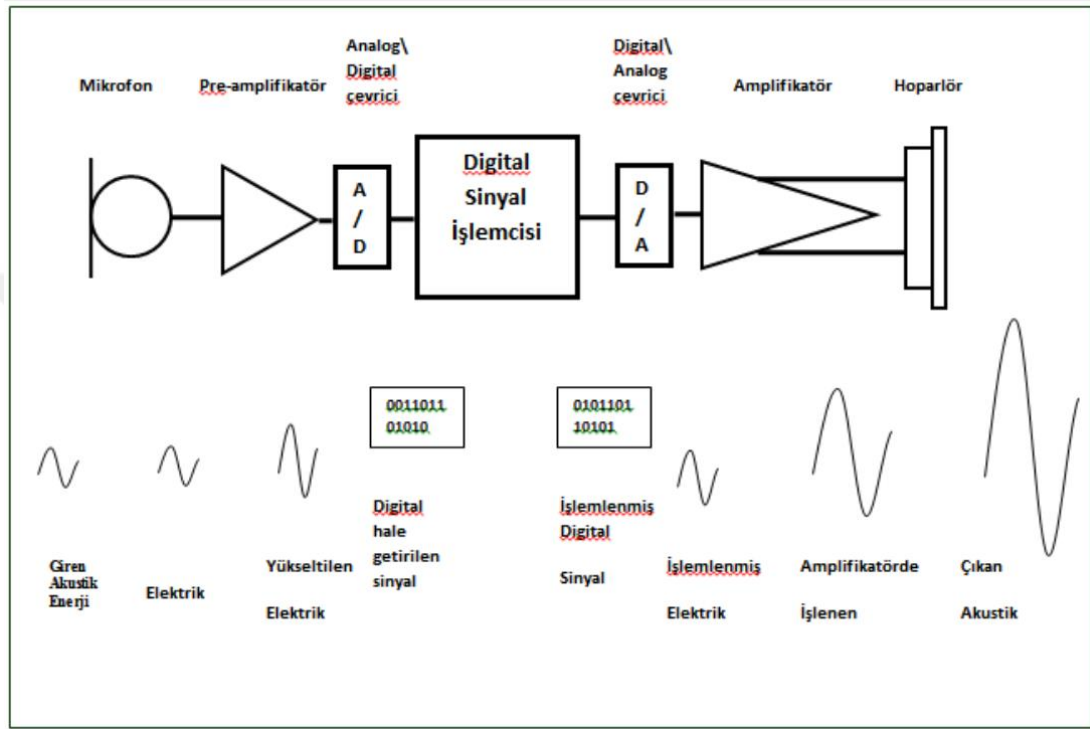 Mikrofon
Pre-amplifikatör
Analog\
Digital
çevrici
Digital\
Analog
çevrici
Amplifikatör
Hoparlör
A
/
D
Digital
Sinyal
İşlemcisi
D
/
A
0011011
01010
0101101
10101
Giren
Akustik
Enerji
Elektrik
Yükseltilen
Elektrik
Digital
hale
getirilen
sinyal
İşlemlenmiş
Digital
Sinyal
İşlemlenmiş
Elektrik
Amplifikatörde
İşlenen
Çıkan
Akustik